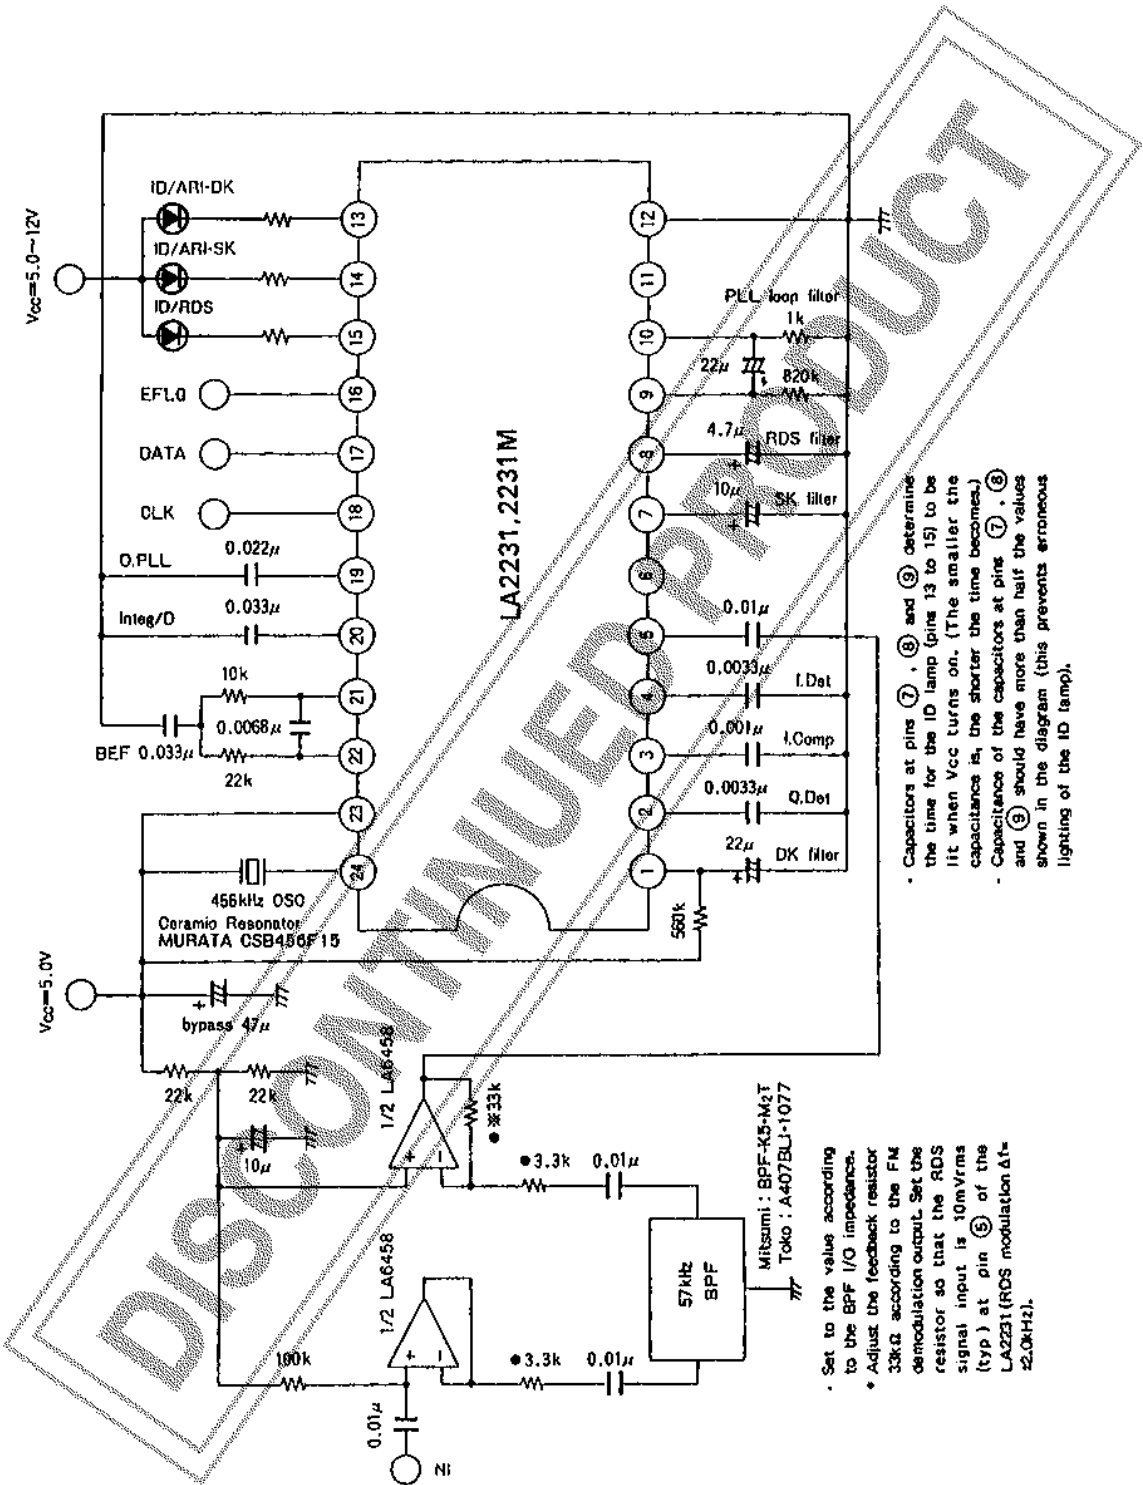 Vcc=5.0~12V
ID/ARI-DK
ID/ARI-SK
ID/RDS
EFLQ
DATA
CLK
O.PLL
0.022μ
Integ/D
0.033μ
10k
0.0068μ
BEF 0.033μ
22k
456kHz OSO
Ceramic Resonator
MURATA CSB456F15
Vcc=5.0V
bypass 47μ
22k
22k
10μ
13
14
15
16
17
18
19
20
21
22
23
24
LA2231,2231M
12
11
10
9
8
7
6
5
4
3
2
1
PLL loop filter
1k
22μ
820k
4.7μ
RDS filter
10μ
SK filter
0.01μ
0.0033μ
I.Det
0.001μ
I.Comp
0.0033μ
Q.Det
22μ
DK filter
560k
1/2 LA6458
※33k
3.3k
0.01μ
1/2 LA6458
100k
0.01μ
IN
3.3k
0.01μ
57kHz
BPF
Mitsumi : BPF-K5-M2T
Toko : A407BLI-1077
- Capacitors at pins ⑦ , ⑧ and ⑨ determine
the time for the ID lamp (pins 13 to 15) to be
lit when Vcc turns on. (The smaller the
capacitance is, the shorter the time becomes.)
- Capacitance of the capacitors at pins ⑦ , ⑧
and ⑨ should have more than half the values
shown in the diagram (this prevents erroneous
lighting of the ID lamp).
· Set to the value according
to the BPF I/O impedance.
* Adjust the feedback resistor
33kΩ according to the FM
demodulation output. Set the
resistor so that the RDS
signal input is 10mVrms
(typ.) at pin ⑤ of the
LA2231 (RDS modulation Δf=
±2.0kHz).
DISCONTINUED PRODUCT